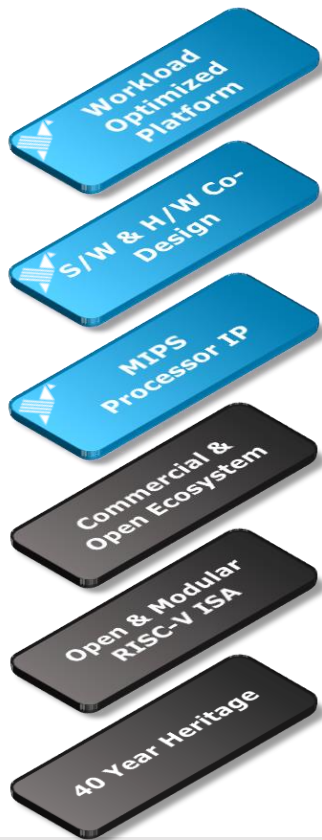 Workload
Optimized
Platform
S/W & H/W Co-
Design
MIPS
Processor IP
Commercial &
Open Ecosystem
Open & Modular
RISC-V ISA
40 Year Heritage